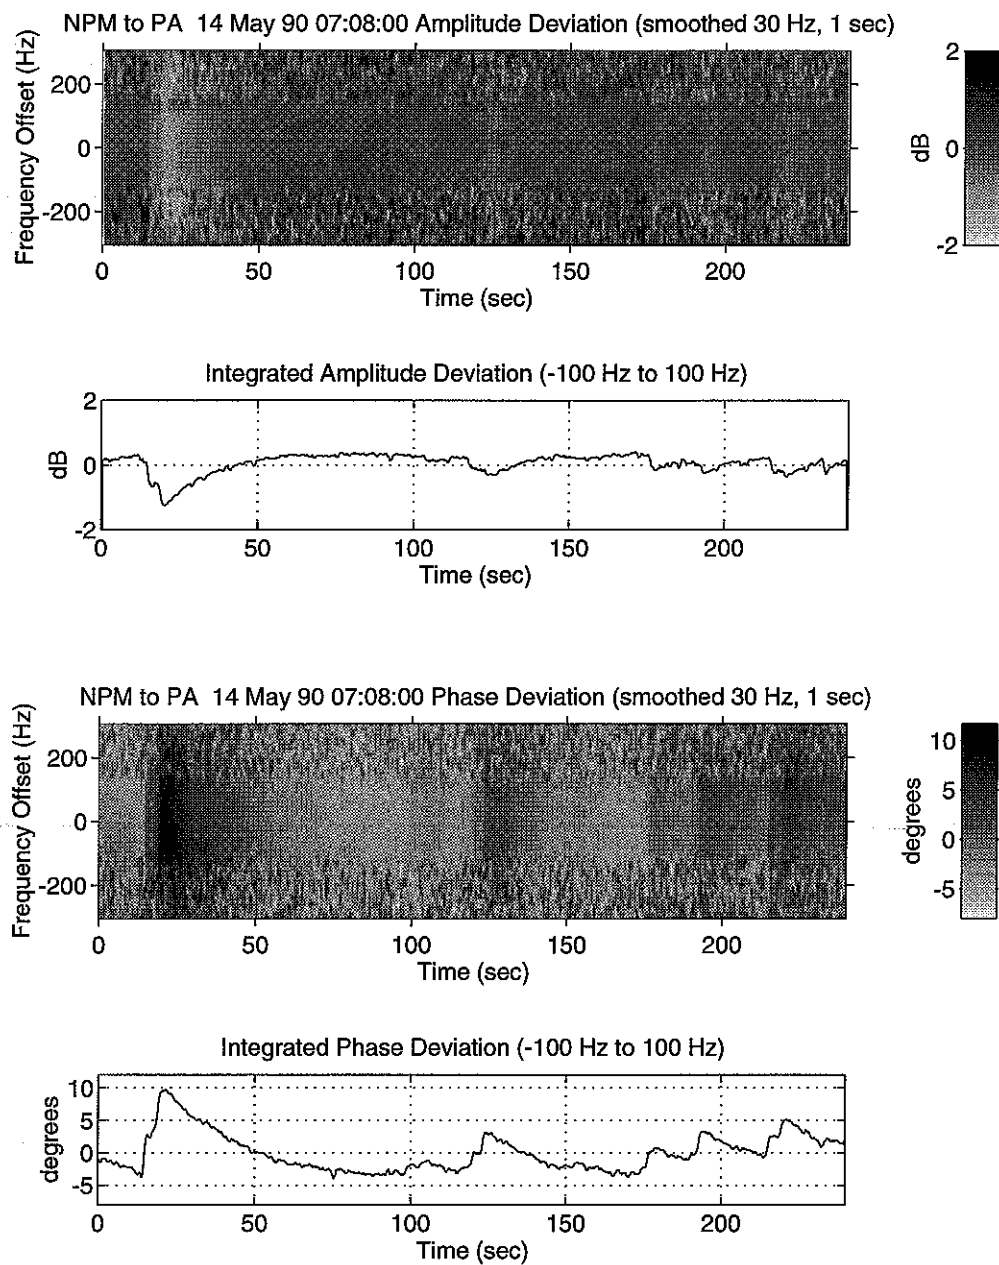 NPM to PA 14 May 90 07:08:00 Amplitude Deviation (smoothed 30 Hz, 1 sec)
Frequency Offset (Hz)
200
0
-200
0 50 100 150 200
Time (sec)
dB
2
0
-2
Integrated Amplitude Deviation (-100 Hz to 100 Hz)
dB
2
0
-2
0 50 100 150 200
Time (sec)
NPM to PA 14 May 90 07:08:00 Phase Deviation (smoothed 30 Hz, 1 sec)
Frequency Offset (Hz)
200
0
-200
0 50 100 150 200
Time (sec)
degrees
10
5
0
-5
Integrated Phase Deviation (-100 Hz to 100 Hz)
degrees
10
5
0
-5
0 50 100 150 200
Time (sec)